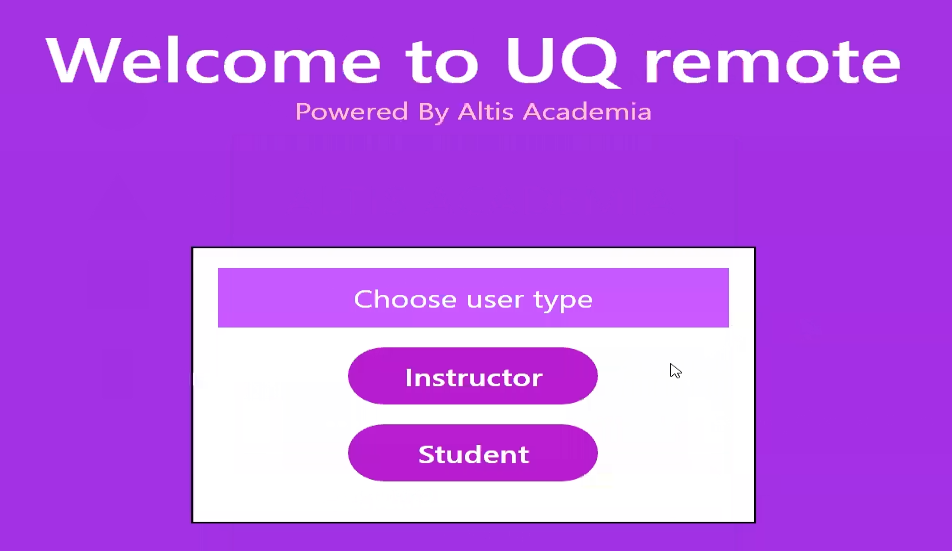 Welcome to UQ remote
Powered By Altis Academia
Choose user type
Instructor
Student